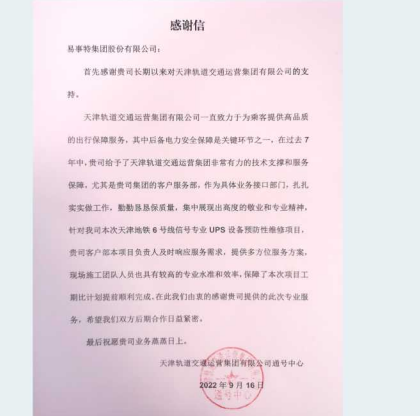 感谢信
易事特集团股份有限公司：
首先感谢贵司长期以来对天津轨道交通运营集团有限公司的支
持。
天津轨道交通运营集团有限公司一直致力于为乘客提供高品质
的出行保障服务，其中后备电力安全保障是关键环节之一，在过去 7
年中，贵司给予了天津轨道交通运营集团非常有力的技术支撑和服务
保障。尤其是贵司集团的客户服务部，作为具体业务接口部门，扎扎
实实做工作，勤勤恳恳保质量，集中展现出高度的敬业和专业精神。
针对我司本次天津地铁 6 号线信号专业 UPS 设备预防性维修项目，
贵司客户部本项目负责人及时响应服务需求，提供多方位服务方案，
现场施工团队人员也具有较高的专业水准和效率，保障了本次项目工
期比计划提前顺利完成。在此我们由衷的感谢贵司提供的此次专业服
务。希望我们双方后期合作日益紧密。
最后祝愿贵司业务蒸蒸日上。
天津轨道交通运营集团有限公司通号中心
2022 年 9 月 16 日
通号中心